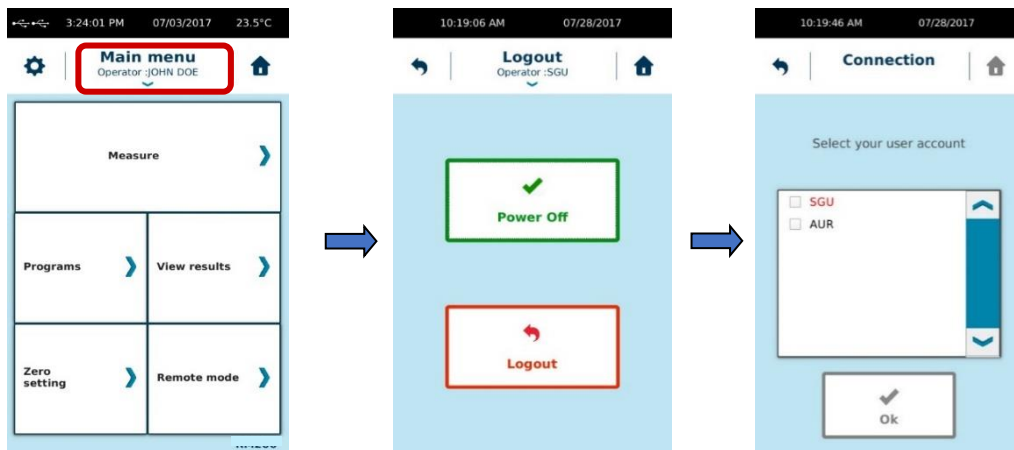 3:24:01 PM 07/03/2017 23.5°C
Main menu
Operator :JOHN DOE
Measure
Programs
View results
Zero
setting
Remote mode
10:19:06 AM 07/28/2017
Logout
Operator :SGU
Power Off
Logout
10:19:46 AM 07/28/2017
Connection
Select your user account
SGU
AUR
Ok